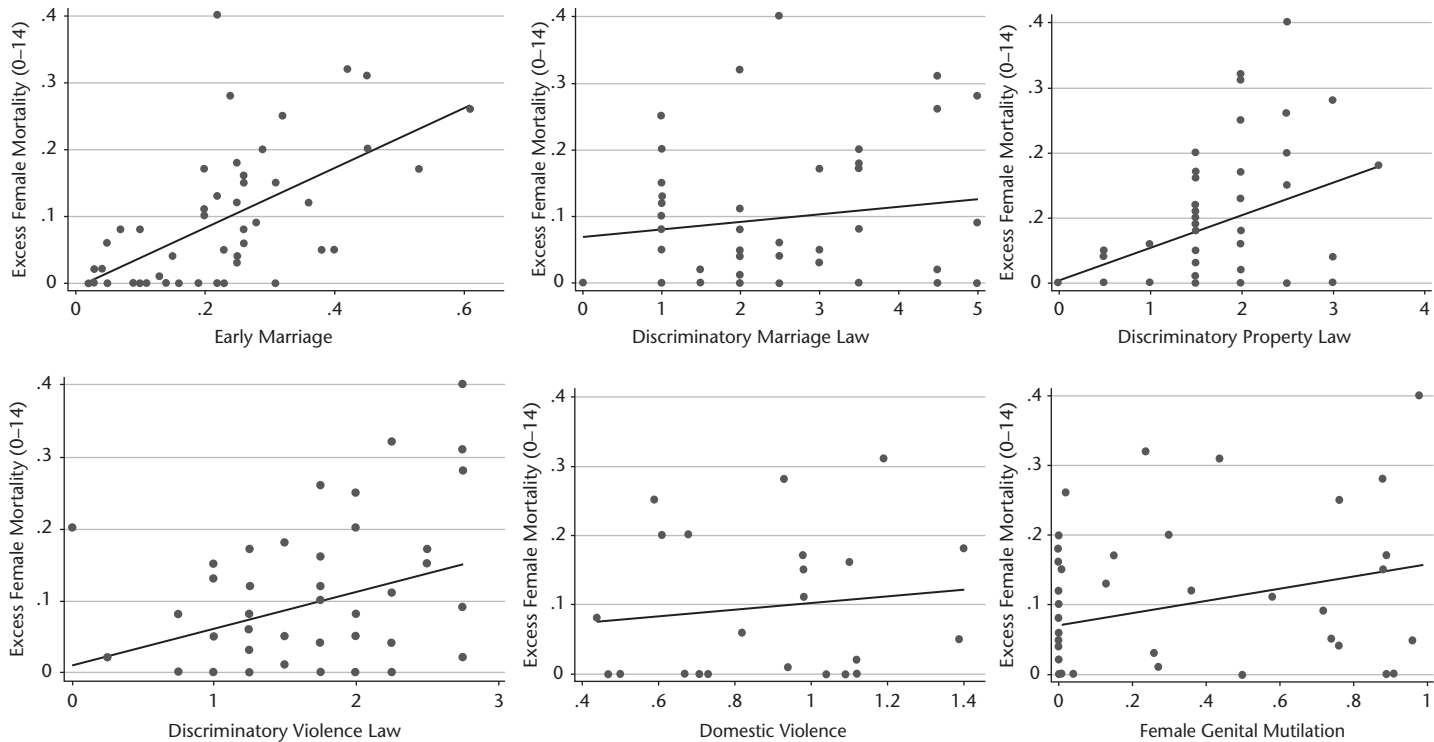 Excess Female Mortality (0–14)
.4
.3
.2
.1
0
0 .2 .4 .6
Early Marriage
Excess Female Mortality (0–14)
.4
.3
.2
.1
0
0 1 2 3 4 5
Discriminatory Marriage Law
Excess Female Mortality (0–14)
.4
.3
.2
.2
0
0 1 2 3 4
Discriminatory Property Law
Excess Female Mortality (0–14)
.4
.3
.2
.1
0
0 1 2 3
Discriminatory Violence Law
Excess Female Mortality (0–14)
.4
.3
.2
.1
0
.4 .6 .8 1 1.2 1.4
Domestic Violence
Excess Female Mortality (0–14)
.4
.3
.2
.1
0
0 .2 .4 .6 .8 1
Female Genital Mutilation